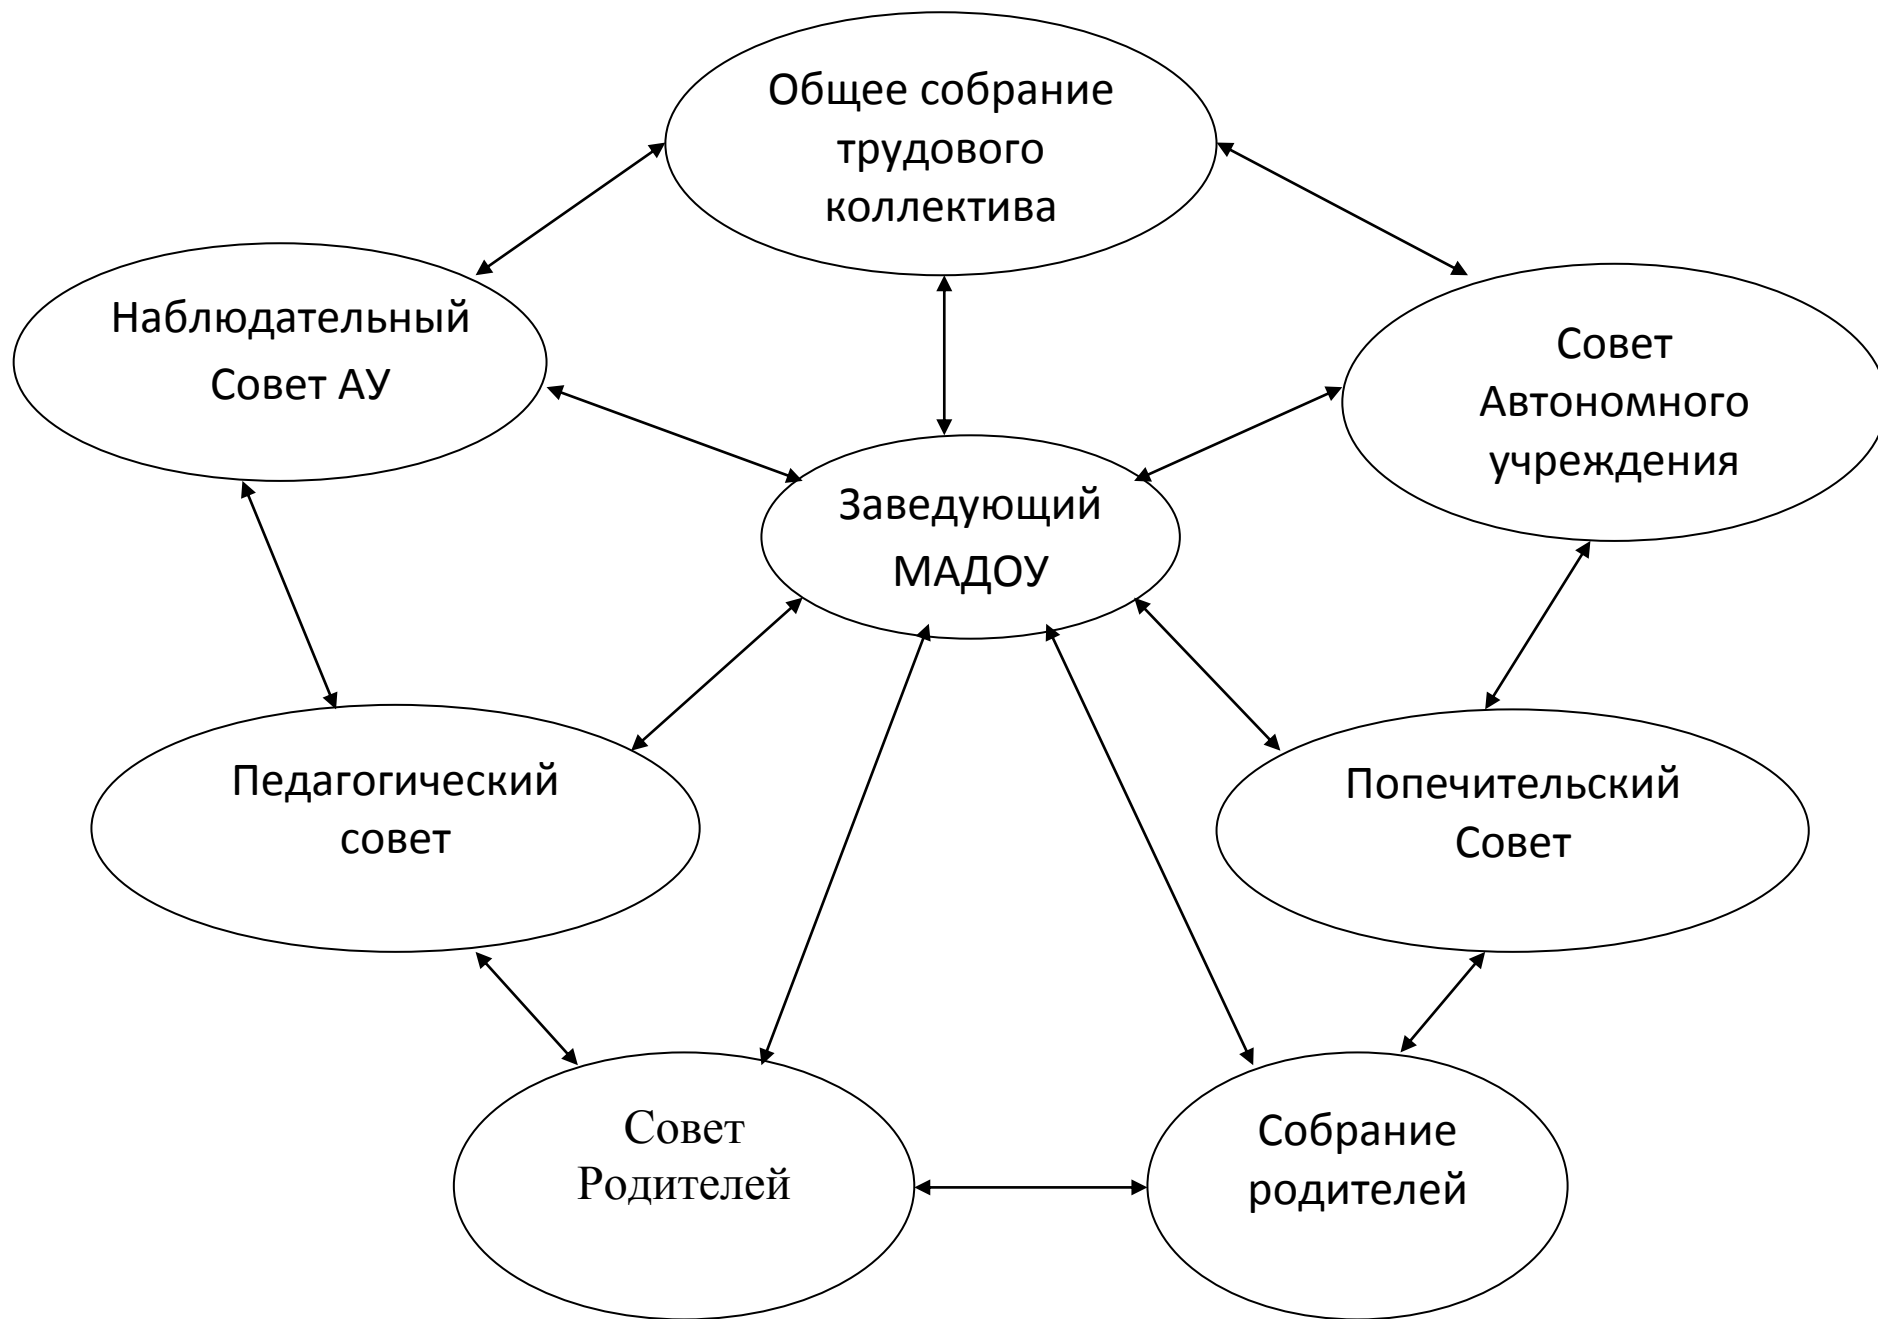 Общее собрание
трудового
коллектива
Наблюдательный
Совет АУ
Совет
Автономного
учреждения
Заведующий
МАДОУ
Педагогический
совет
Попечительский
Совет
Совет
Родителей
Собрание
родителей